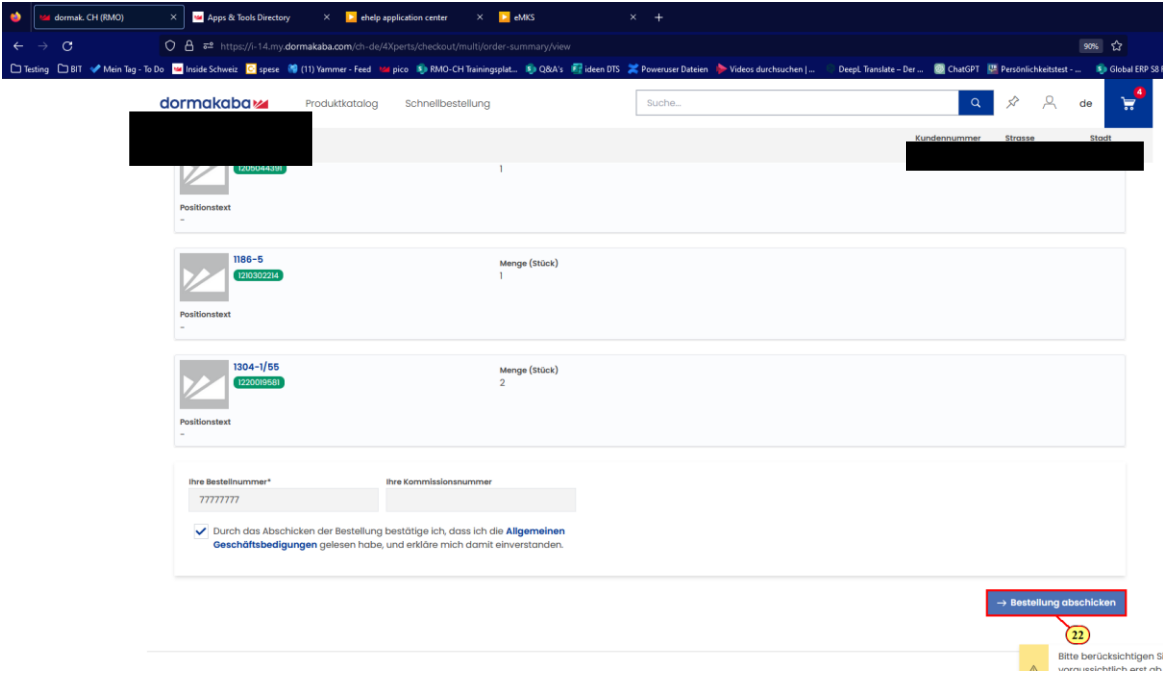 dormak. CH (RMO)
Apps & Tools Directory
ehelp application center
eMKS
https://i-14.my.dormakaba.com/ch-de/4Xperts/checkout/multi/order-summary/view
90%
Testing BIT Mein Tag - To Do Inside Schweiz spese (11) Yammer - Feed pico RMO-CH Trainingsplat... Q&A's ideen DTS Poweruser Dateien Videos durchsuchen | ... DeepL Translate – Der ... ChatGPT Persönlichkeitstest - ... Global ERP S8
dormakaba Produktkatalog Schnellbestellung Suche... de 4
Kundennummer Strasse Stadt
1205044391
1
Positionstext
-
1186-5
1210302214
Menge (Stück)
1
Positionstext
-
1304-1/55
1220019581
Menge (Stück)
2
Positionstext
-
Ihre Bestellnummer* Ihre Kommissionsnummer
77777777
Durch das Abschicken der Bestellung bestätige ich, dass ich die Allgemeinen
Geschäftsbedigungen gelesen habe, und erkläre mich damit einverstanden.
→ Bestellung abschicken
22
Bitte berücksichtigen Si
voraussichtlich erst ab